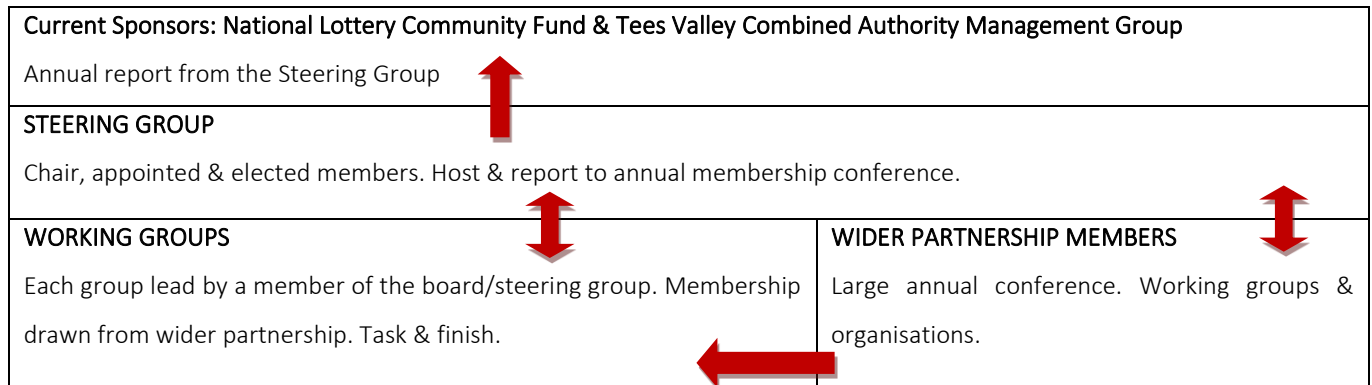 Current Sponsors: National Lottery Community Fund & Tees Valley Combined Authority Management Group
Annual report from the Steering Group
STEERING GROUP
Chair, appointed & elected members. Host & report to annual membership conference.
WORKING GROUPS
Each group lead by a member of the board/steering group. Membership
drawn from wider partnership. Task & finish.
WIDER PARTNERSHIP MEMBERS
Large annual conference. Working groups &
organisations.